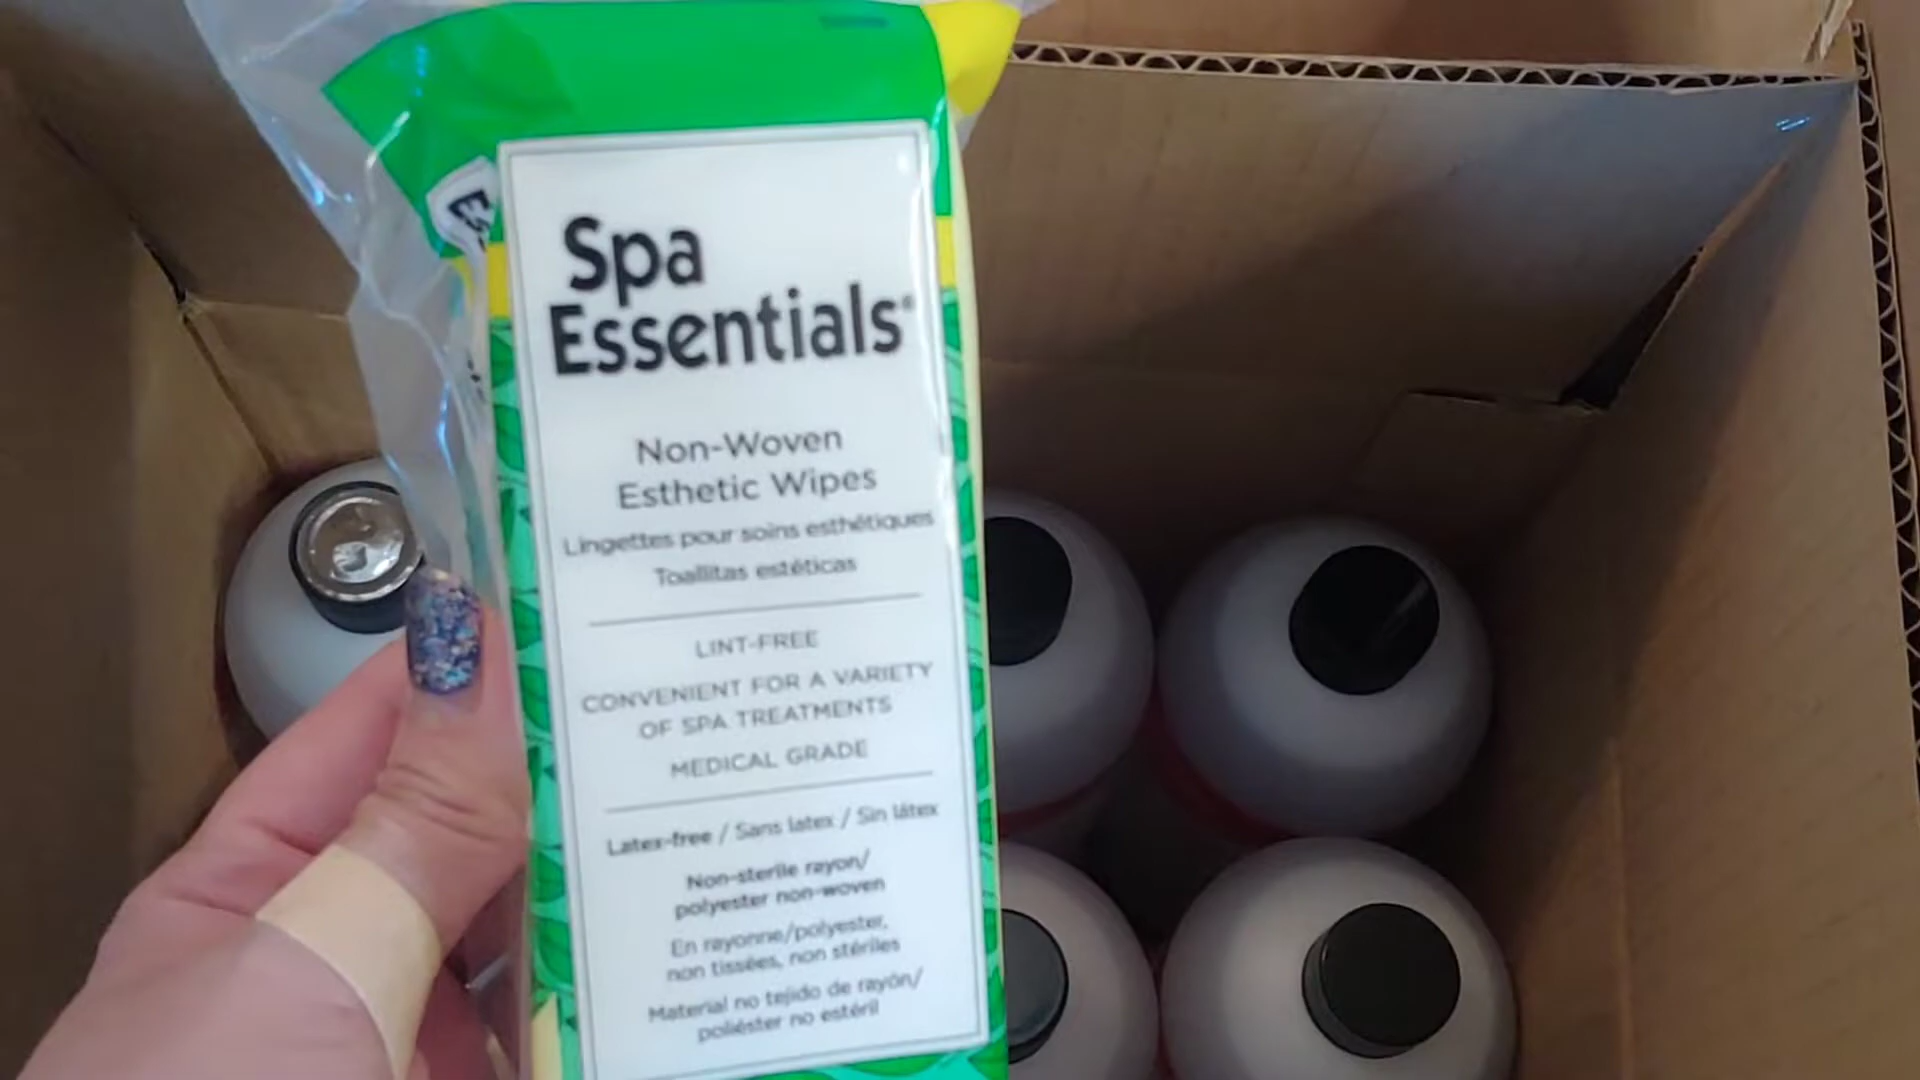 Spa
Essentials®
Non-Woven
Esthetic Wipes
Lingettes pour soins esthétiques
Toallitas estéticas
LINT-FREE
CONVENIENT FOR A VARIETY
OF SPA TREATMENTS
MEDICAL GRADE
Latex-free / Sans latex / Sin látex
Non-sterile rayon/
polyester non-woven
En rayonne/polyester,
non tissées, non stériles
Material no tejido de rayón/
poliéster no estéril